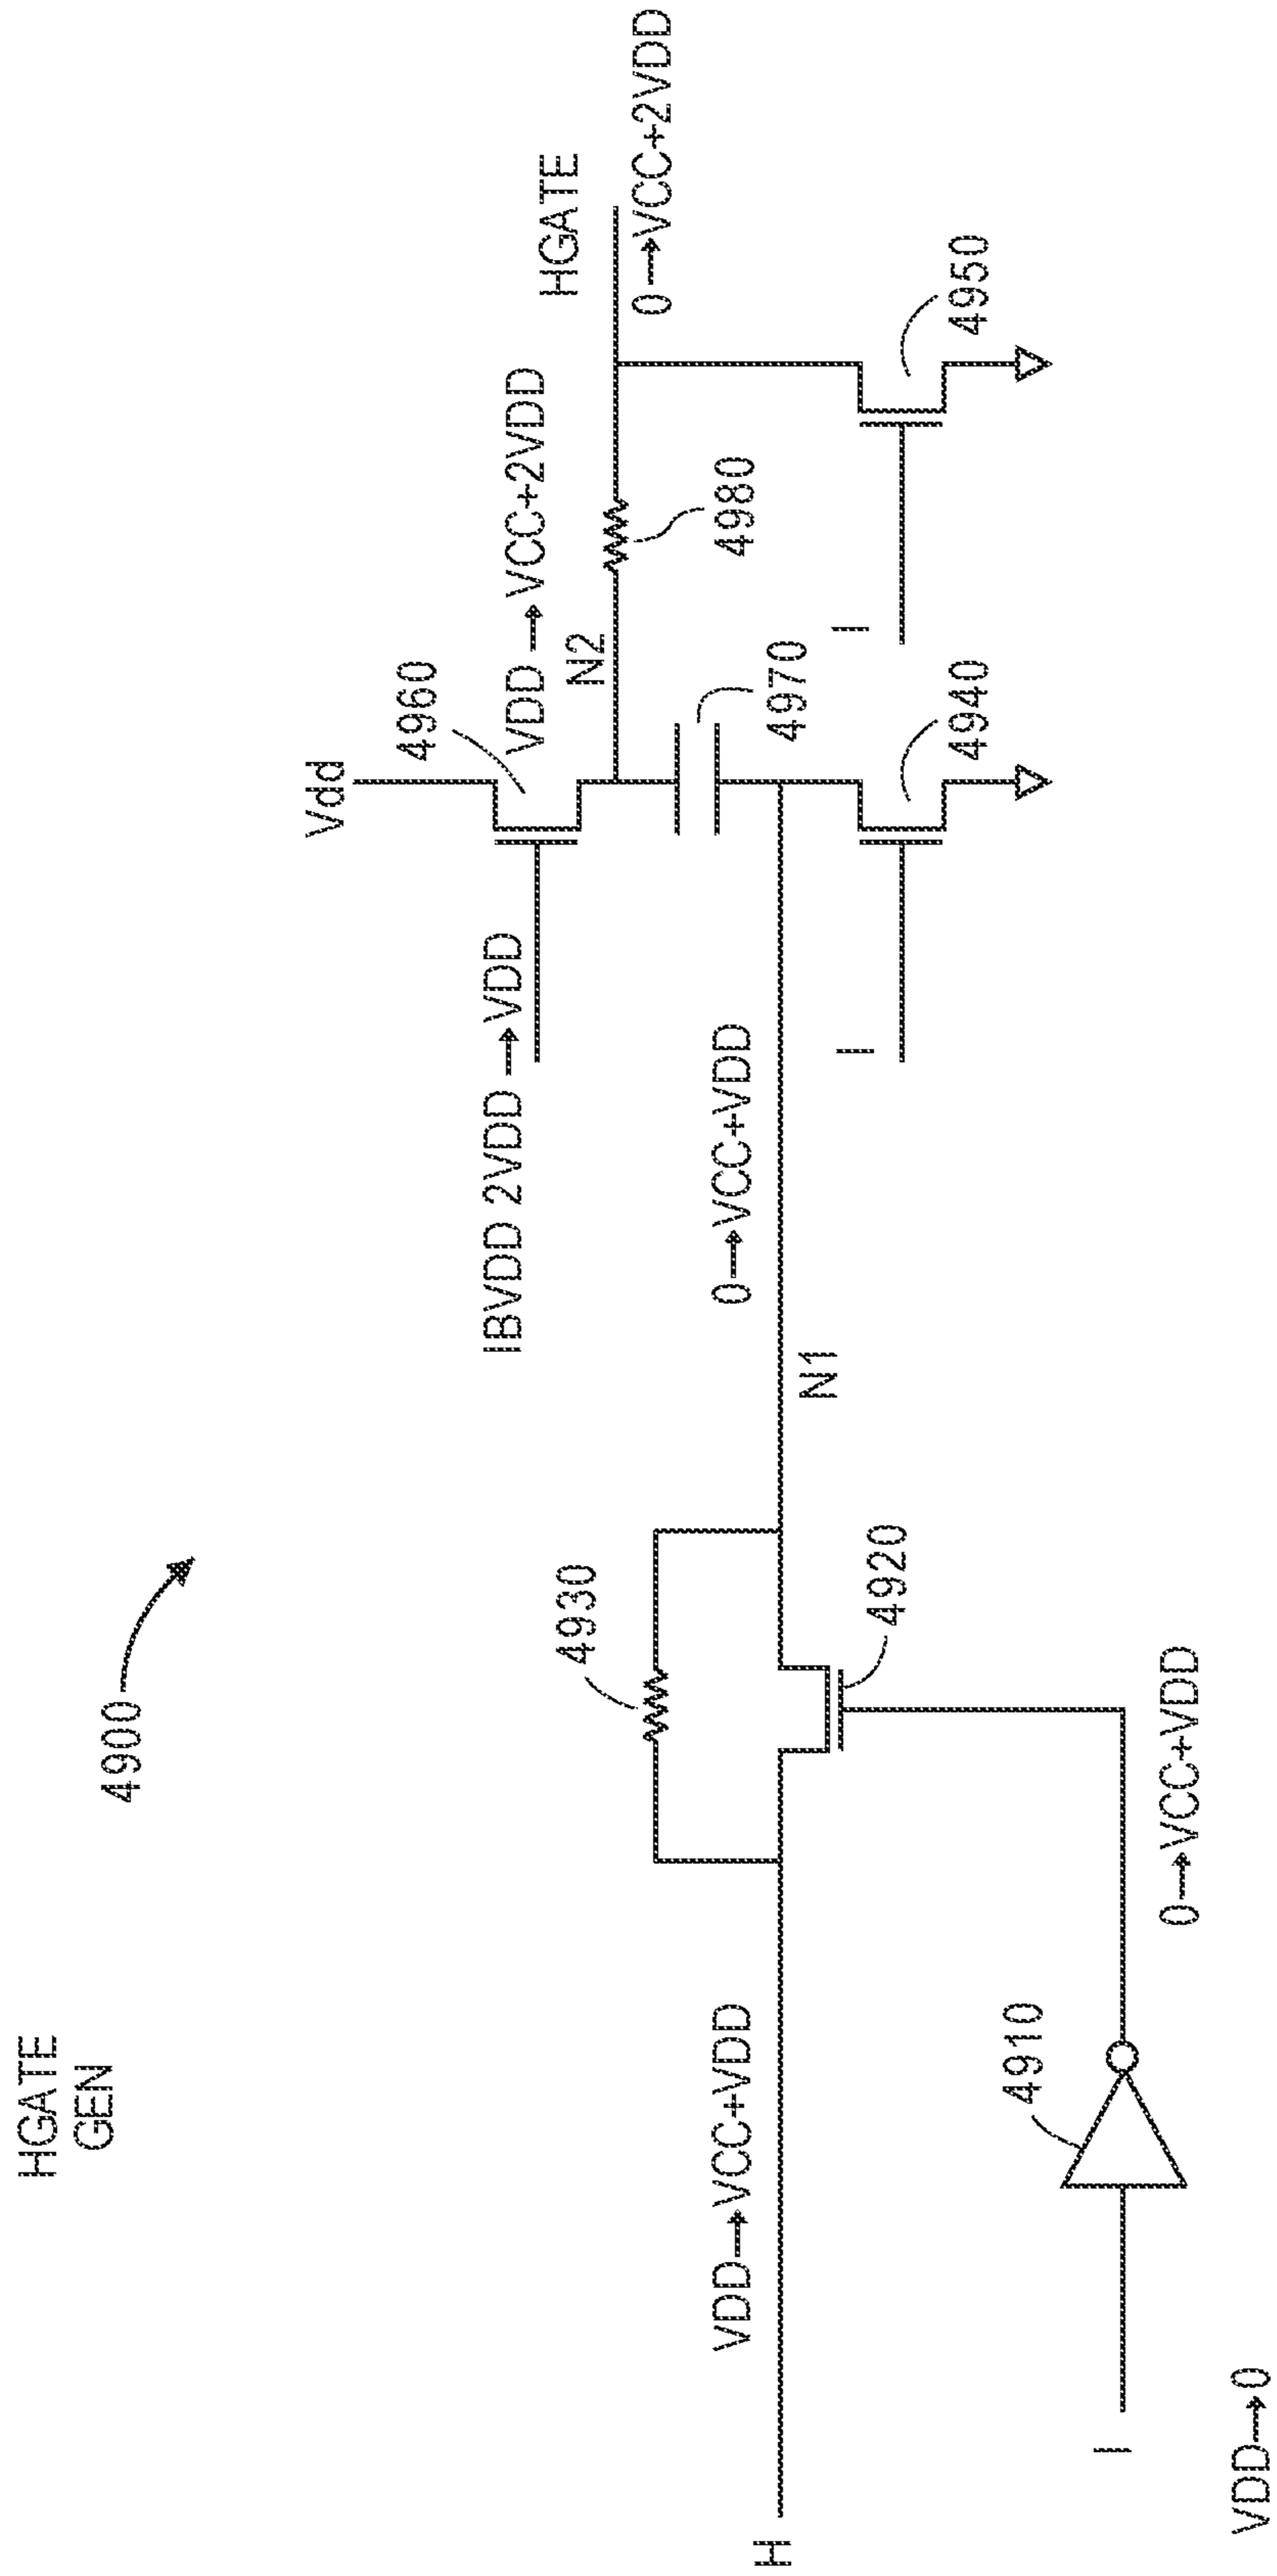 HGATE
GEN
4900
Vdd
4960
IBVDD 2VDD→VDD
VDD→VCC+2VDD
N2
HGATE
0→VCC+2VDD
4980
4930
VDD→VCC+VDD
0→VCC+VDD
4970
H
N1
I
I
4920
4940
4950
4910
I
0→VCC+VDD
VDD→0